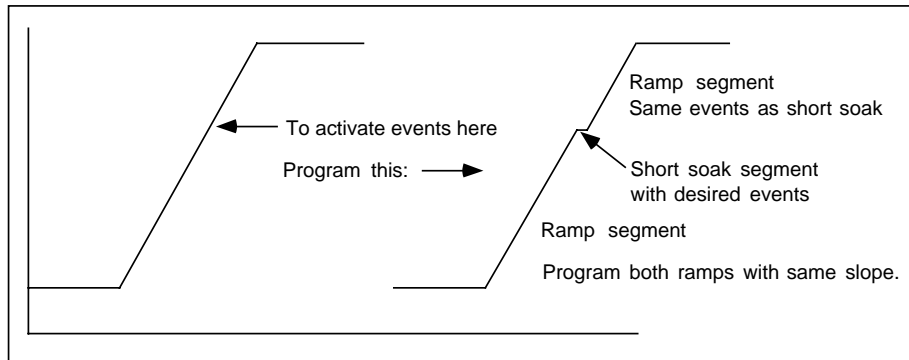 To activate events here
Program this:
Ramp segment
Same events as short soak
Short soak segment
with desired events
Ramp segment
Program both ramps with same slope.